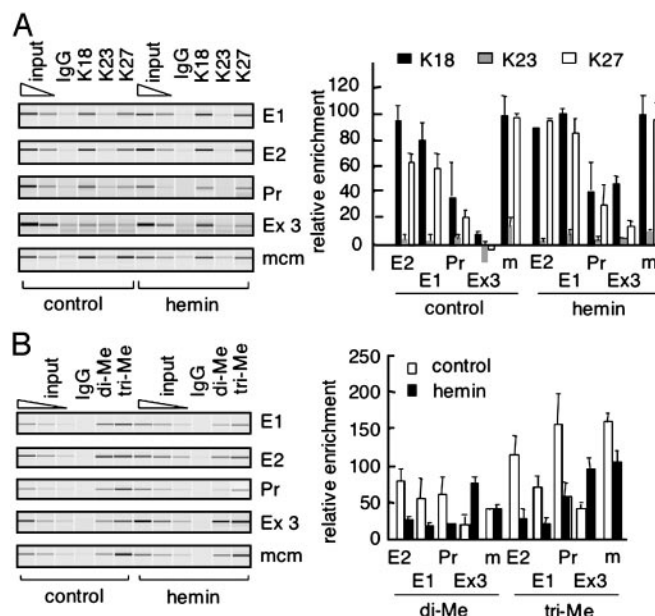 A
input IgG K18 K23 K27 input IgG K18 K23 K27
E1
E2
Pr
Ex 3
mcm
control hemin
K18 K23 K27
relative enrichment
120
100
80
60
40
20
0
E2 Pr m E2 Pr m
E1 Ex3 E1 Ex3
control hemin
B
input IgG di-Me tri-Me input IgG di-Me tri-Me
E1
E2
Pr
Ex 3
mcm
control hemin
control
hemin
relative enrichment
250
200
150
100
50
0
E2 Pr m E2 Pr m
E1 Ex3 E1 Ex3
di-Me tri-Me